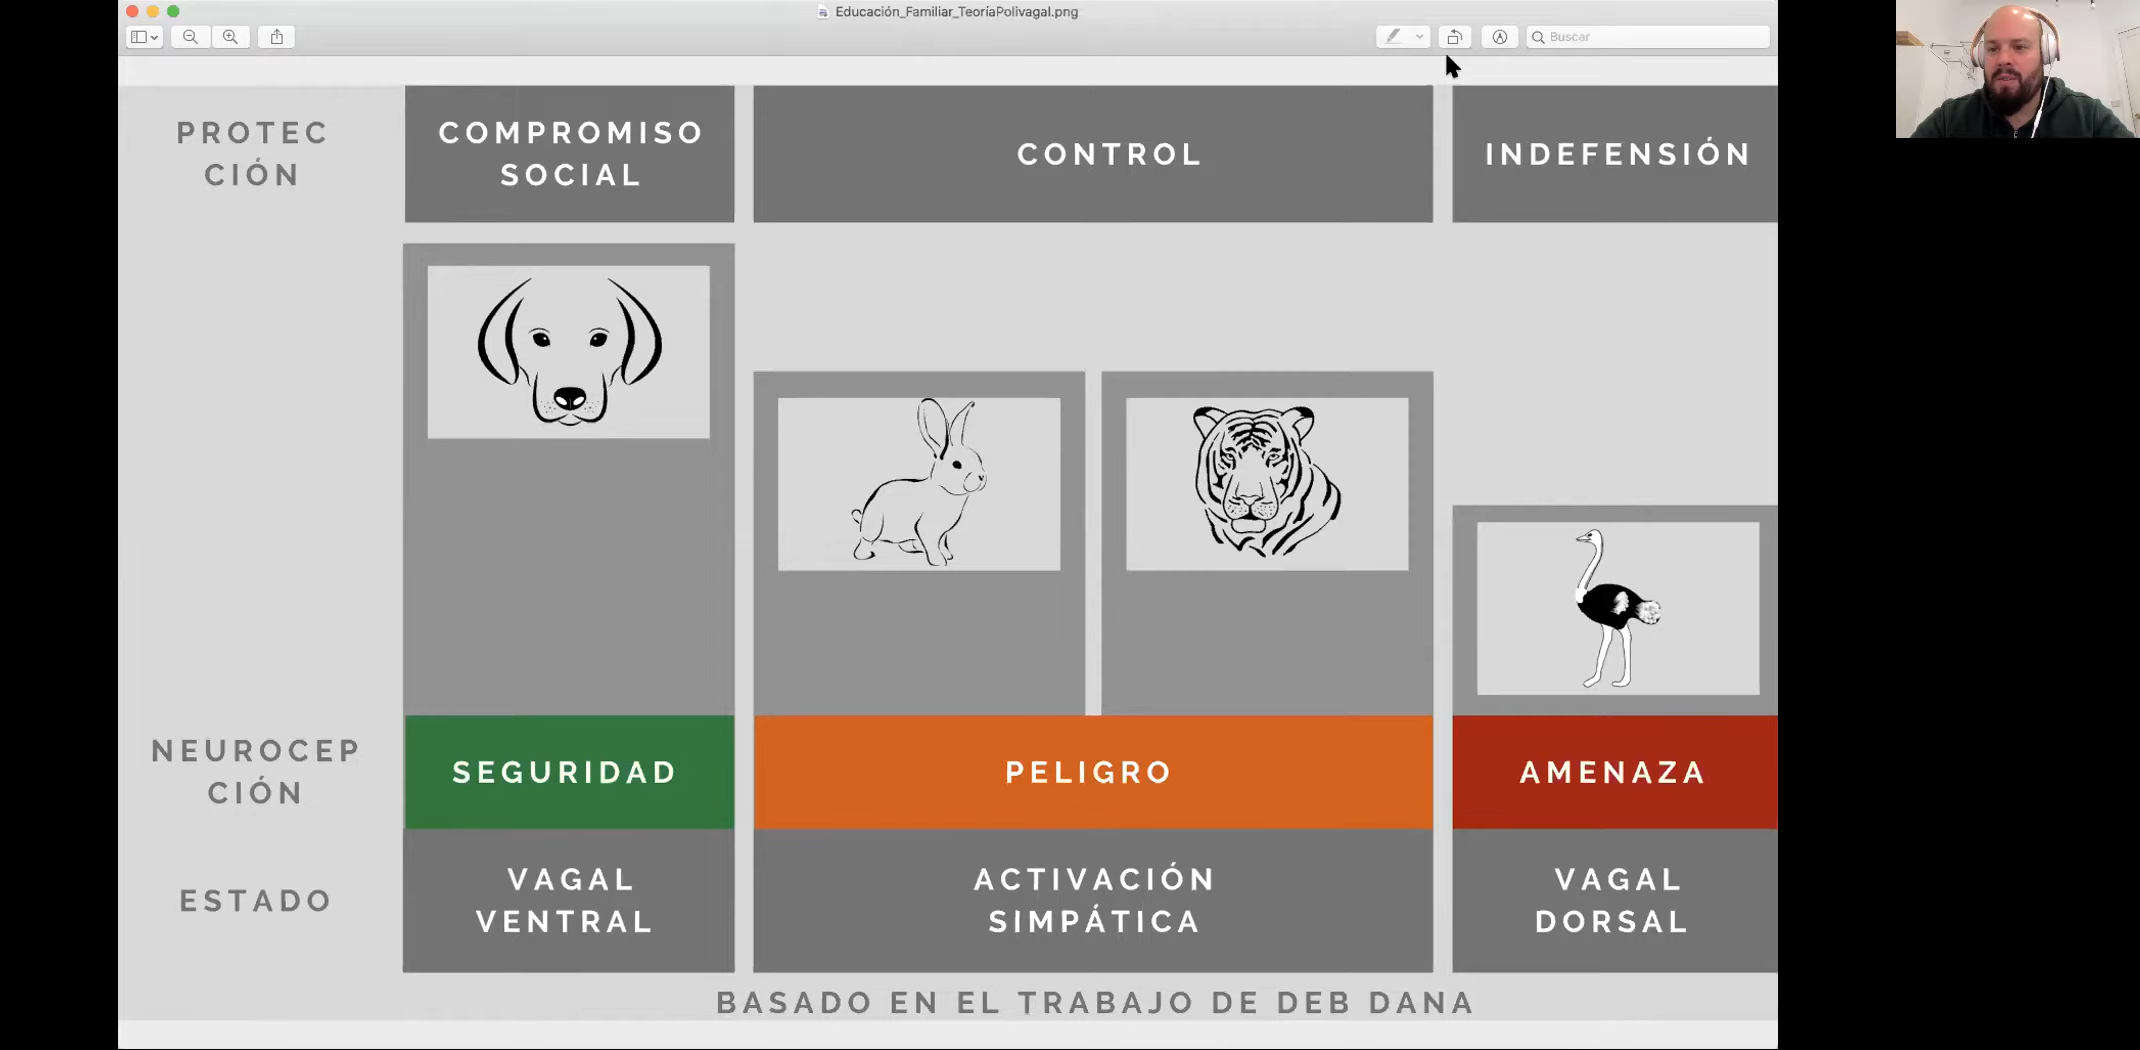 Educación_Familiar_TeoríaPolivagal.png
Buscar
PROTEC
CIÓN
COMPROMISO
SOCIAL
CONTROL
INDEFENSIÓN
NEUROCEP
CIÓN
SEGURIDAD
PELIGRO
AMENAZA
ESTADO
VAGAL
VENTRAL
ACTIVACIÓN
SIMPÁTICA
VAGAL
DORSAL
BASADO EN EL TRABAJO DE DEB DANA